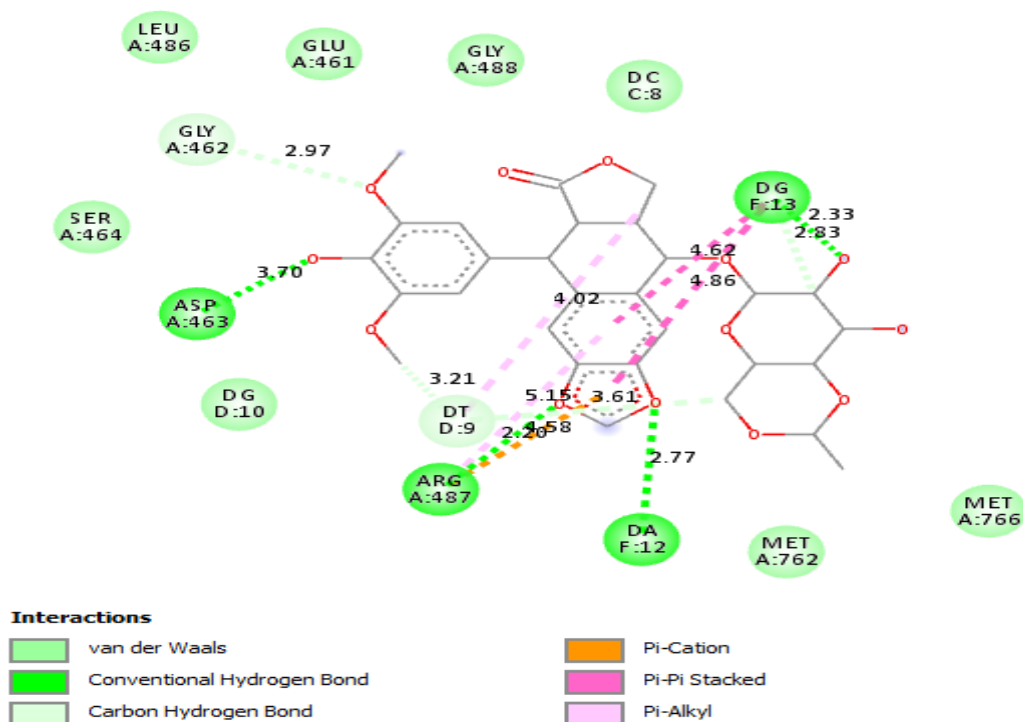 LEU
A:486
GLU
A:461
GLY
A:488
DC
C:8
GLY
A:462
2.97
O
O
O
DG
F:13
2.33
2.83
SER
A:464
O
3.70
4.62
O
O
4.86
ASP
A:463
4.02
O
O
O
3.21
DG
D:10
DT
D:9
5.15
O
3.61
O
O
4.58
2.20
O
2.77
ARG
A:487
DA
F:12
MET
A:762
MET
A:766
Interactions
van der Waals
Conventional Hydrogen Bond
Carbon Hydrogen Bond
Pi-Cation
Pi-Pi Stacked
Pi-Alkyl